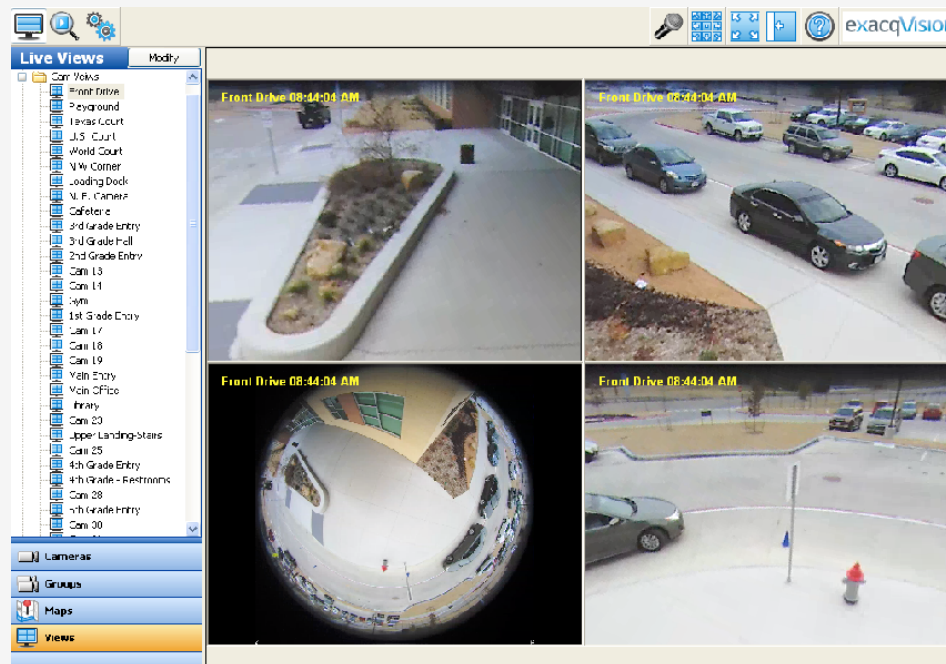 exacqVision
Live Views
Modify
Cam Views
Front Drive
Playground
Texas Court
U.S. Court
World Court
N.W. Corner
Loading Dock
N. E. Camera
Cafeteria
3rd Grade Entry
3rd Grade Hall
2nd Grade Entry
Cam 13
Cam 14
Gym
1st Grade Entry
Cam 17
Cam 18
Cam 19
Main Entry
Main Office
Library
Cam 23
Upper Landing-Stairs
Cam 25
4th Grade Entry
4th Grade - Restrooms
Cam 28
5th Grade Entry
Cam 30
Cameras
Groups
Maps
Views
Front Drive 08:44:04 AM
Front Drive 08:44:04 AM
Front Drive 08:44:04 AM
Front Drive 08:44:04 AM